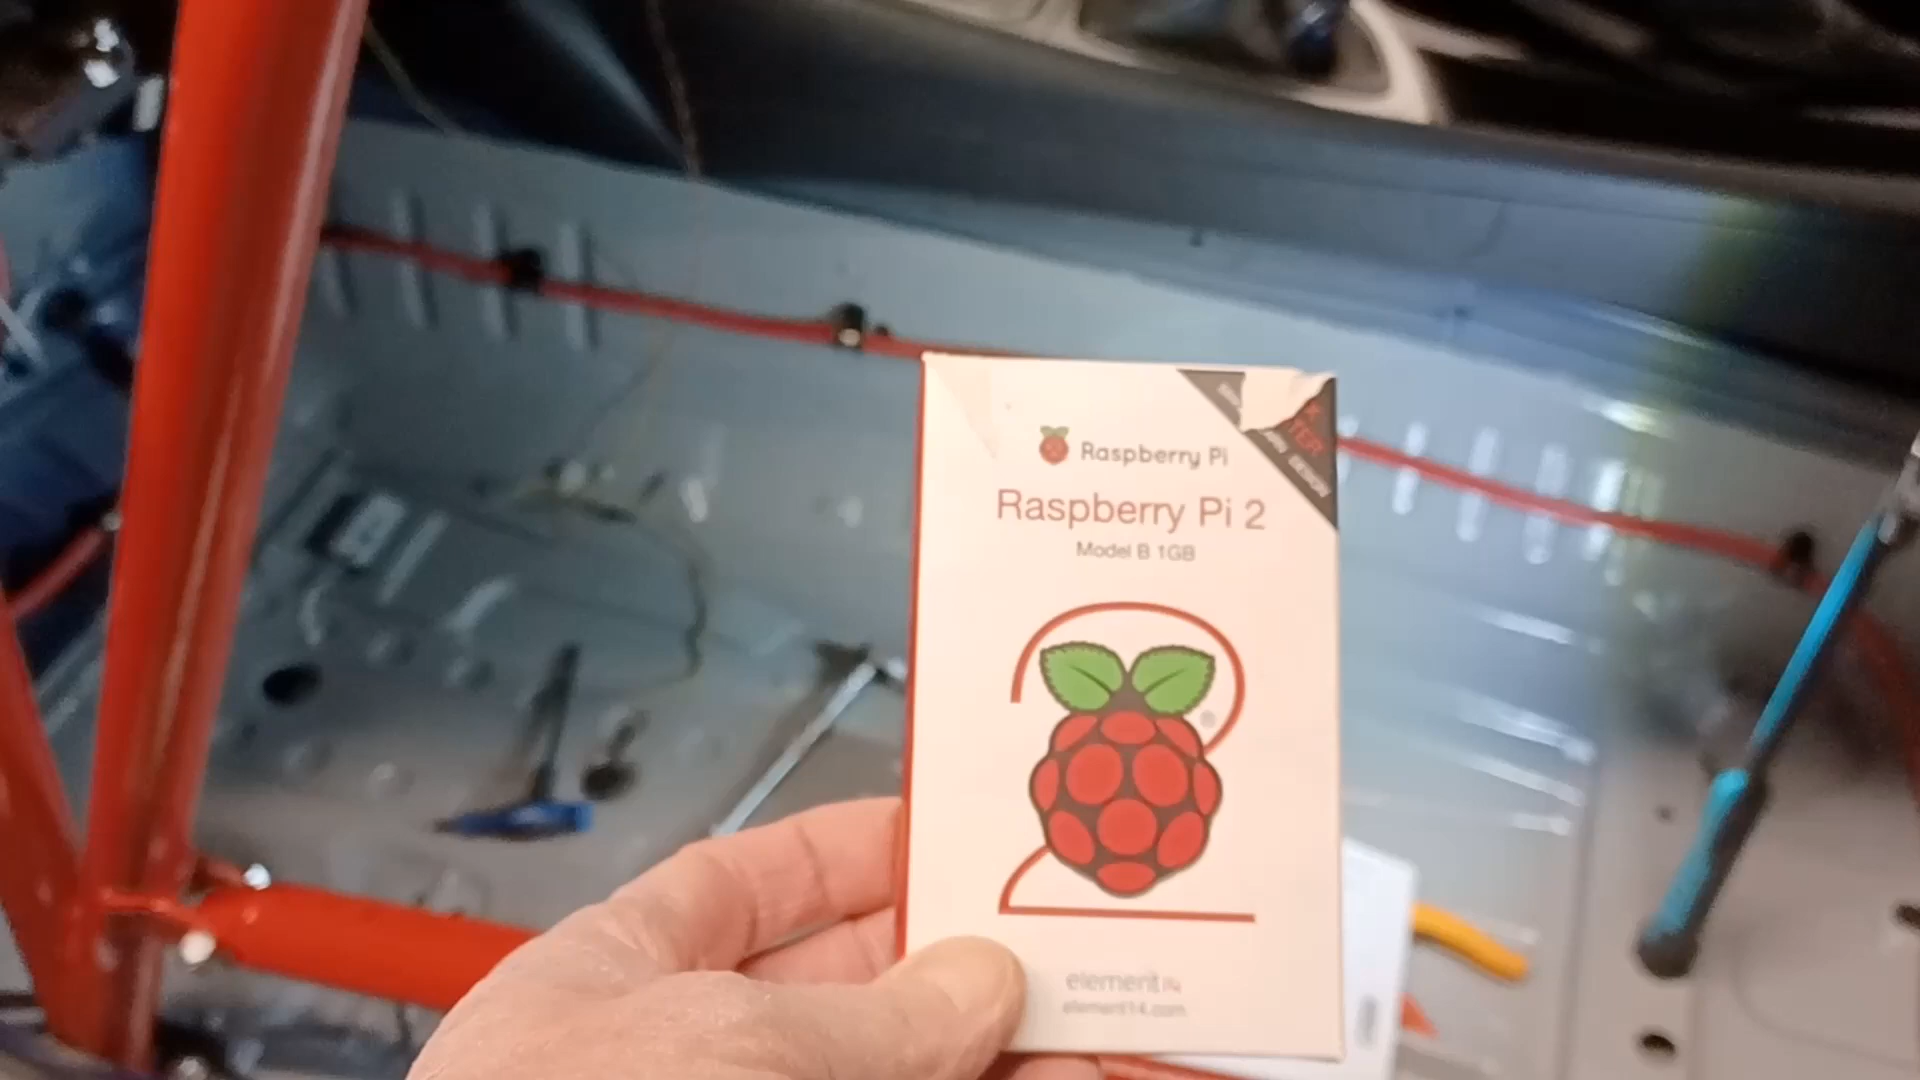 Raspberry Pi
Raspberry Pi 2
Model B 1GB
element14
element14.com